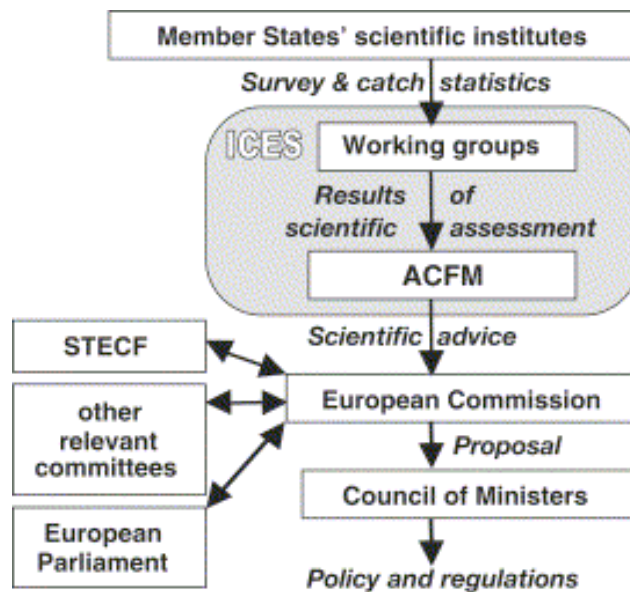 Member States' scientific institutes
Survey & catch statistics
ICES
Working groups
Results of
scientific assessment
ACFM
Scientific advice
STECF
European Commission
other
relevant
committees
Proposal
Council of Ministers
European
Parliament
Policy and regulations